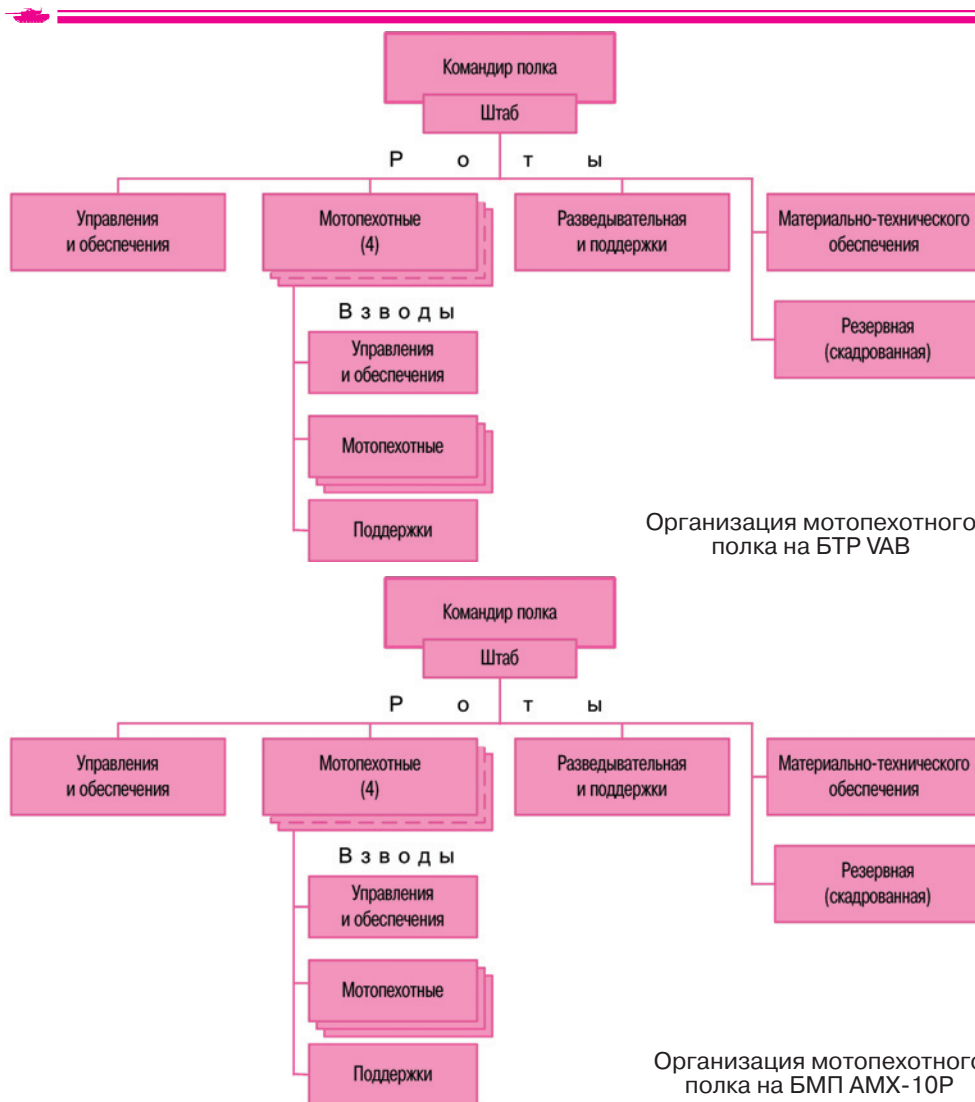 Командир полка
Штаб
Р о т ы
Управления
и обеспечения
Мотопехотные
(4)
Разведывательная
и поддержки
Материально-технического
обеспечения
Резервная
(скадрованная)
В з в о д ы
Управления
и обеспечения
Мотопехотные
Поддержки
Организация мотопехотного
полка на БТР VAB
Командир полка
Штаб
Р о т ы
Управления
и обеспечения
Мотопехотные
(4)
Разведывательная
и поддержки
Материально-технического
обеспечения
Резервная
(скадрованная)
В з в о д ы
Управления
и обеспечения
Мотопехотные
Поддержки
Организация мотопехотного
полка на БМП АМХ-10Р